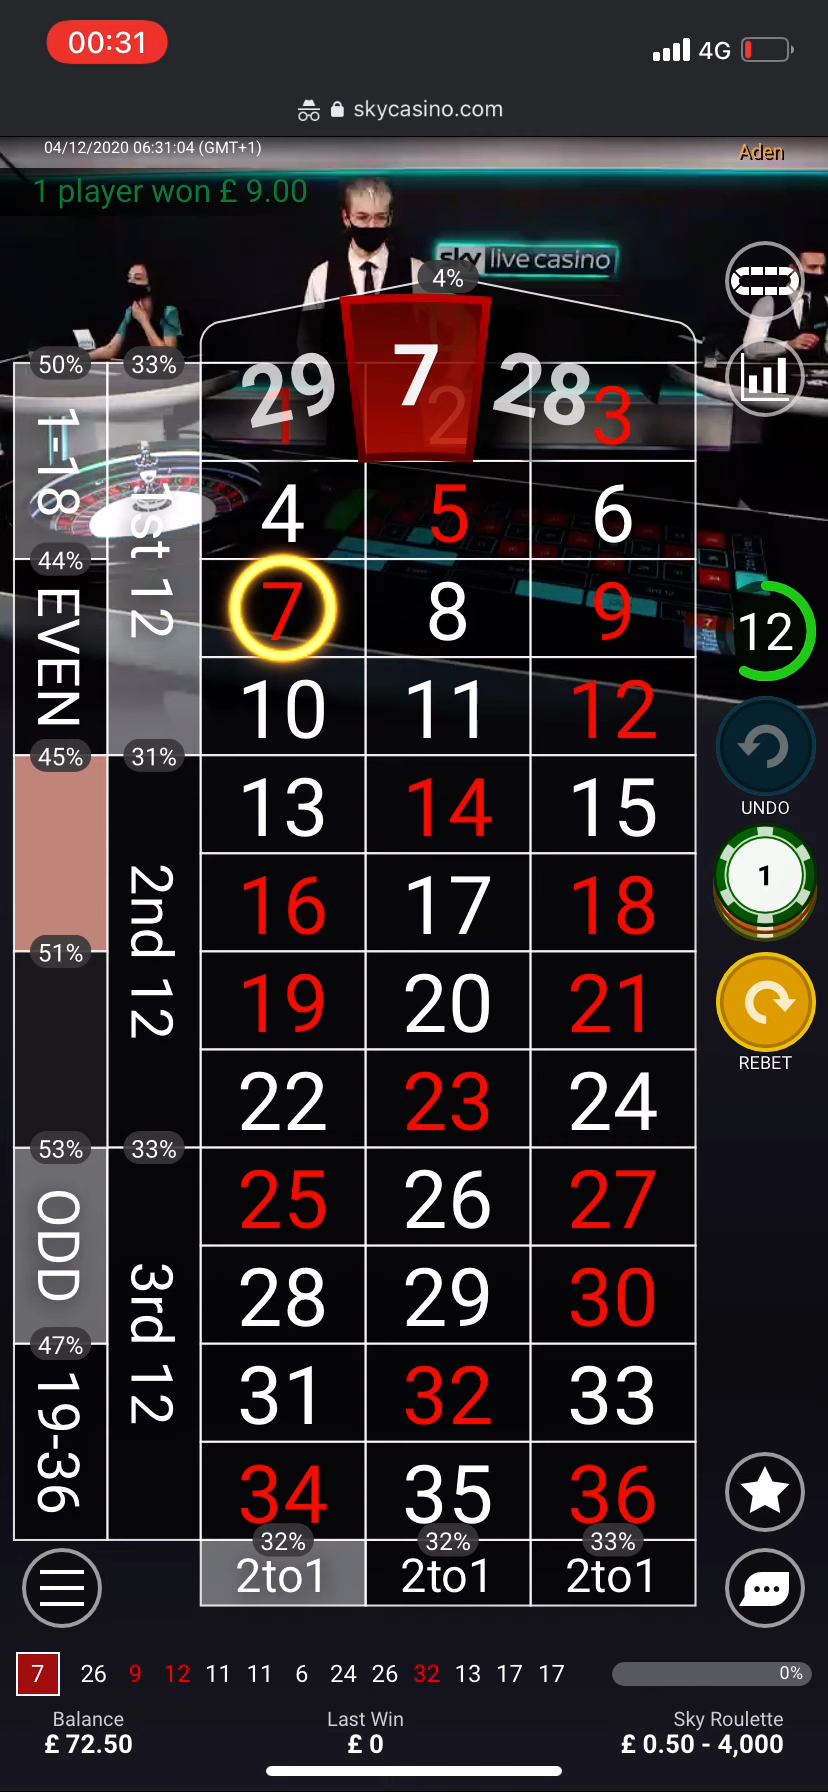 00:31
4G
skycasino.com
04/12/2020 06:31:04 (GMT+1)
Aden
1 player won £ 9.00
sky live casino
4%
29 7 28
50% 33%
1 2 3
1-18
1st 12
4 5 6
44%
EVEN
7 8 9
12
10 11 12
45% 31%
UNDO
13 14 15
2nd 12
16 17 18
1
51%
19 20 21
REBET
22 23 24
53% 33%
ODD
3rd 12
25 26 27
28 29 30
47%
19-36
31 32 33
34 35 36
32% 32% 33%
2to1 2to1 2to1
7 26 9 12 11 11 6 24 26 32 13 17 17
0%
Balance Last Win Sky Roulette
£ 72.50 £ 0 £ 0.50 - 4,000